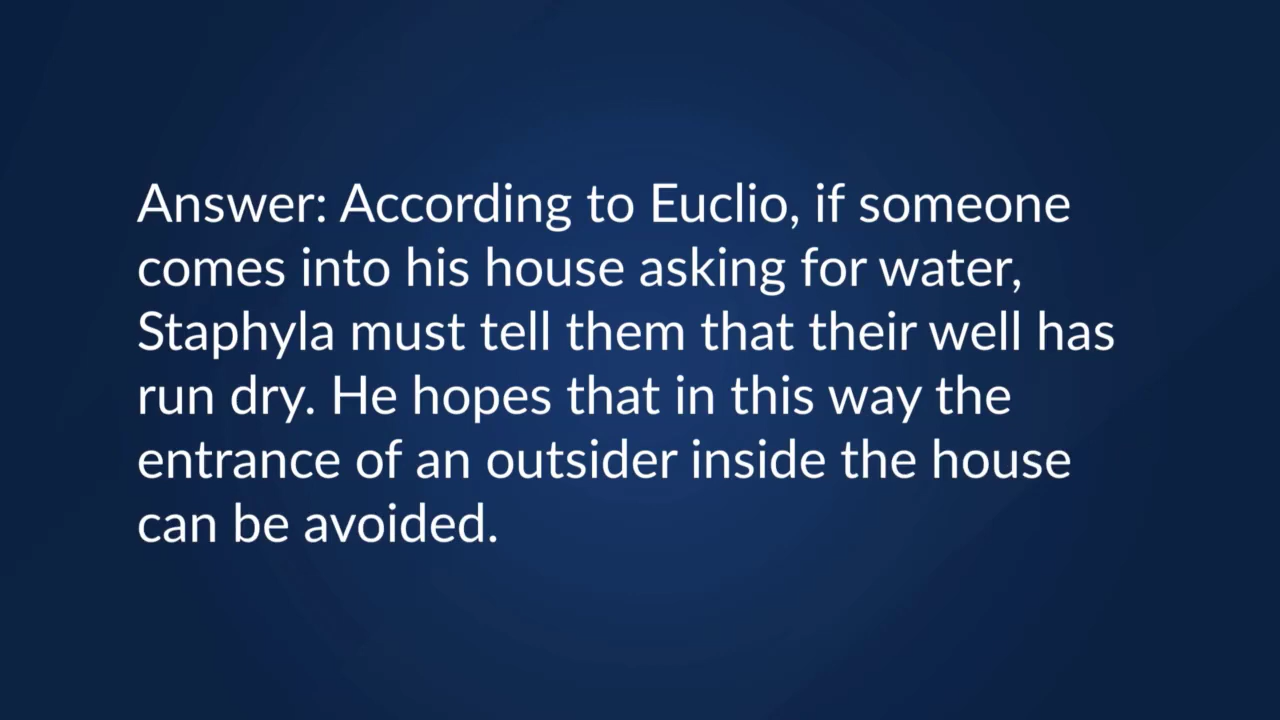 Answer: According to Euclio, if someone
comes into his house asking for water,
Staphyla must tell them that their well has
run dry. He hopes that in this way the
entrance of an outsider inside the house
can be avoided.